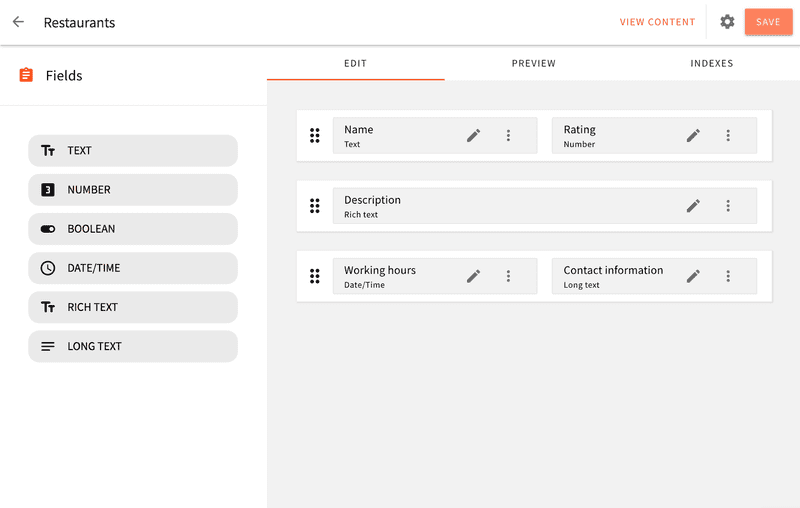 Restaurants
VIEW CONTENT
SAVE
Fields
EDIT
PREVIEW
INDEXES
TEXT
3 NUMBER
BOOLEAN
DATE/TIME
RICH TEXT
LONG TEXT
Name
Text
Rating
Number
Description
Rich text
Working hours
Date/Time
Contact information
Long text